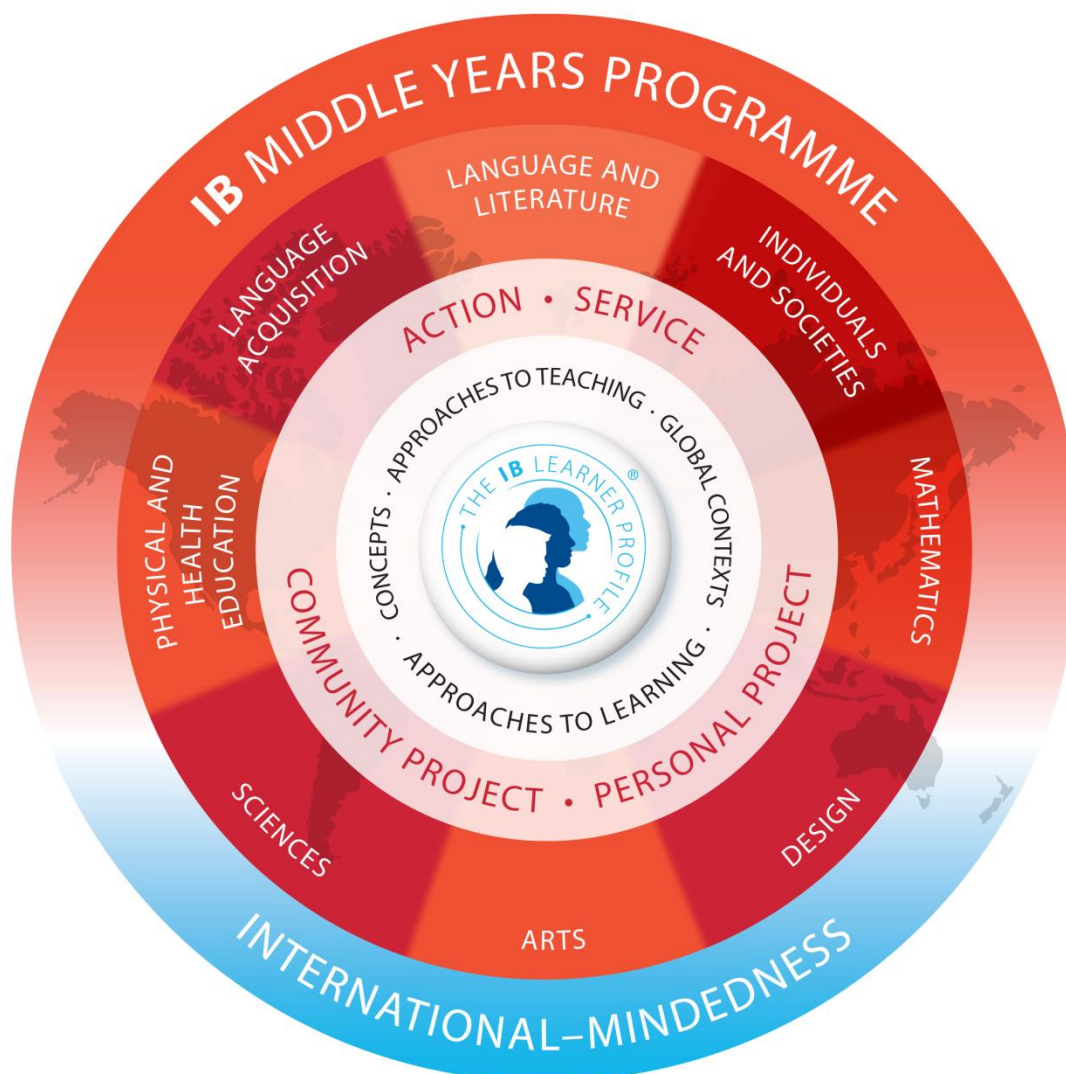 IB MIDDLE YEARS PROGRAMME
LANGUAGE AND
LITERATURE
INDIVIDUALS
AND SOCIETIES
MATHEMATICS
DESIGN
ARTS
SCIENCES
PHYSICAL AND
HEALTH
EDUCATION
LANGUAGE
ACQUISITION
ACTION • SERVICE
PERSONAL PROJECT •
COMMUNITY PROJECT
APPROACHES TO TEACHING · GLOBAL CONTEXTS ·
APPROACHES TO LEARNING · CONCEPTS ·
THE IB LEARNER PROFILE ®
INTERNATIONAL–MINDEDNESS